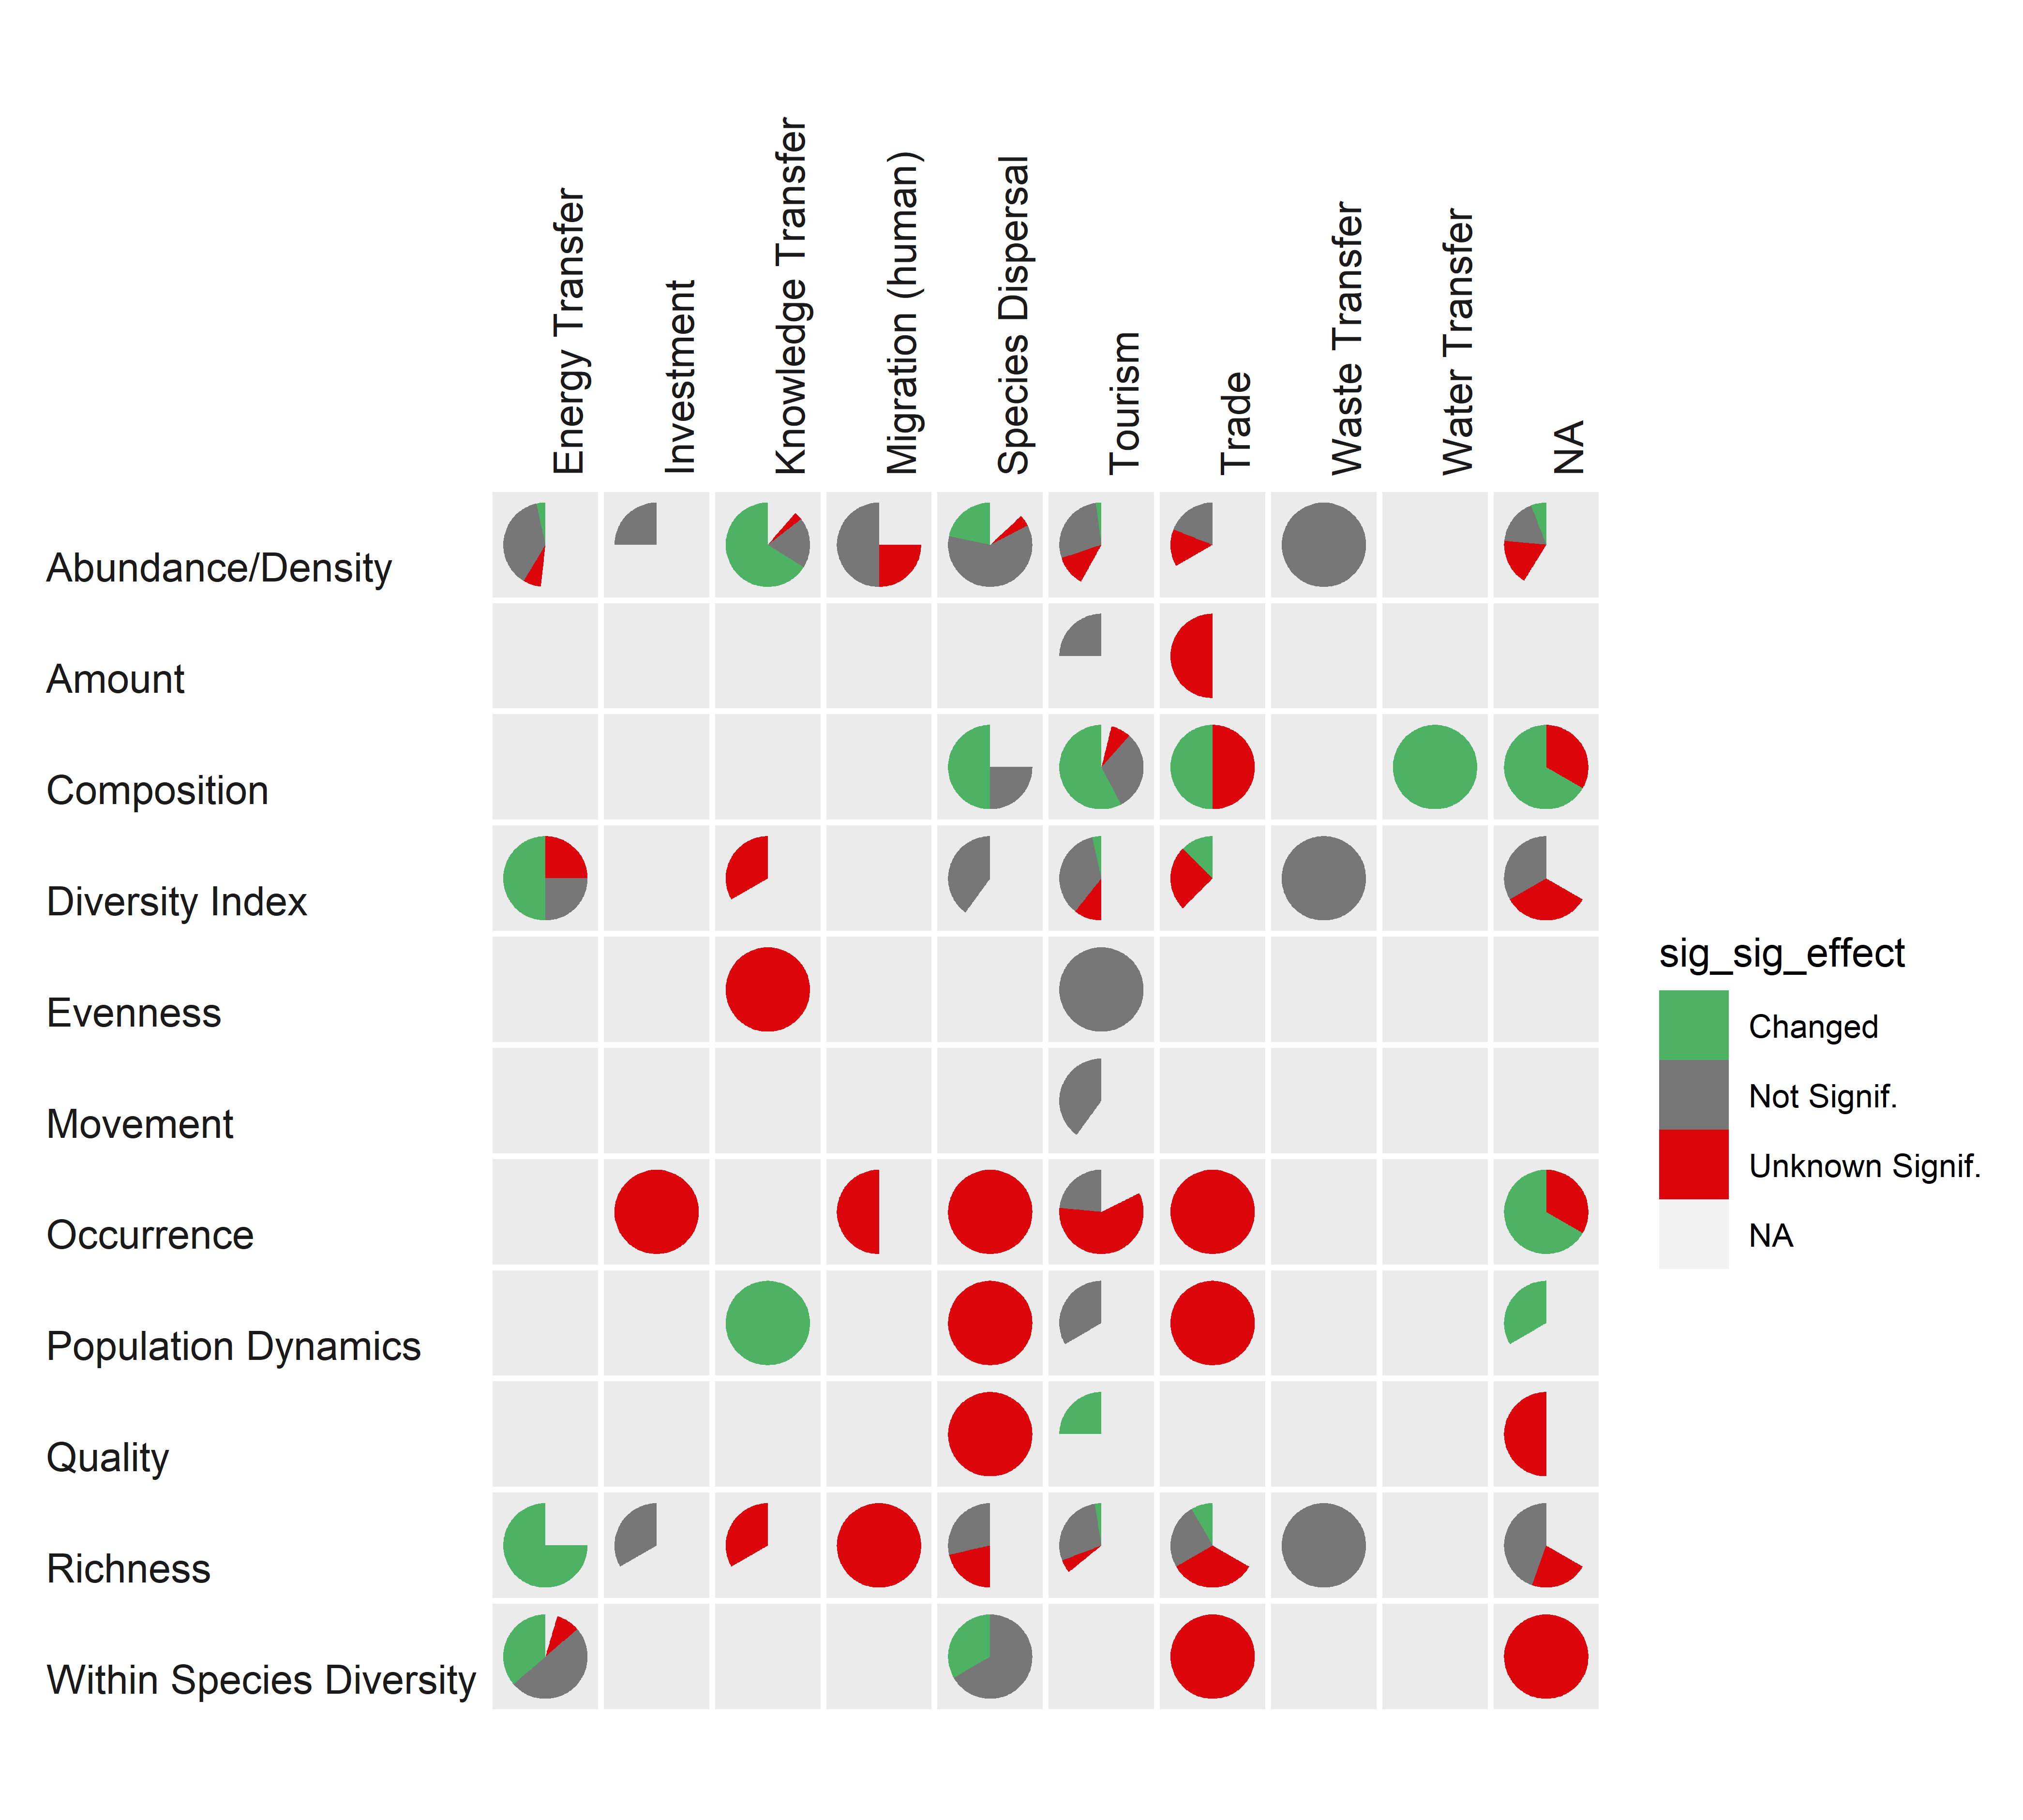 Energy Transfer
Investment
Knowledge Transfer
Migration (human)
Species Dispersal
Tourism
Trade
Waste Transfer
Water Transfer
NA
Abundance/Density
Amount
Composition
Diversity Index
Evenness
Movement
Occurrence
Population Dynamics
Quality
Richness
Within Species Diversity
sig_sig_effect
Changed
Not Signif.
Unknown Signif.
NA